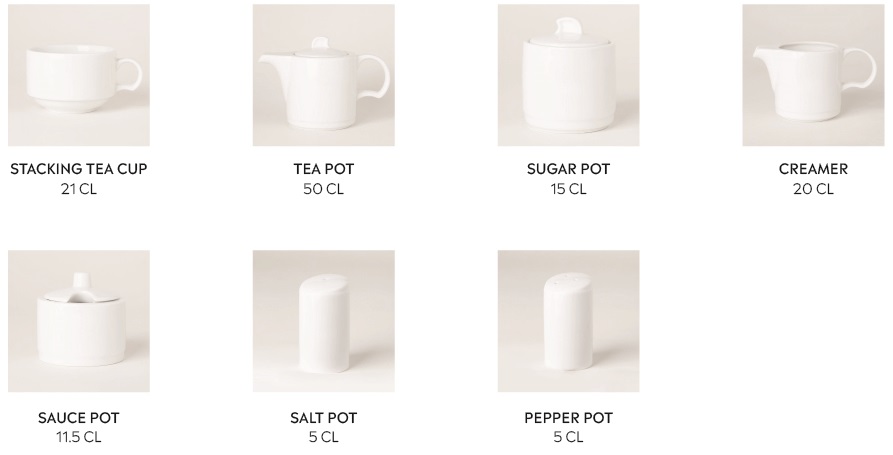 STACKING TEA CUP
21 CL
TEA POT
50 CL
SUGAR POT
15 CL
CREAMER
20 CL
SAUCE POT
11.5 CL
SALT POT
5 CL
PEPPER POT
5 CL